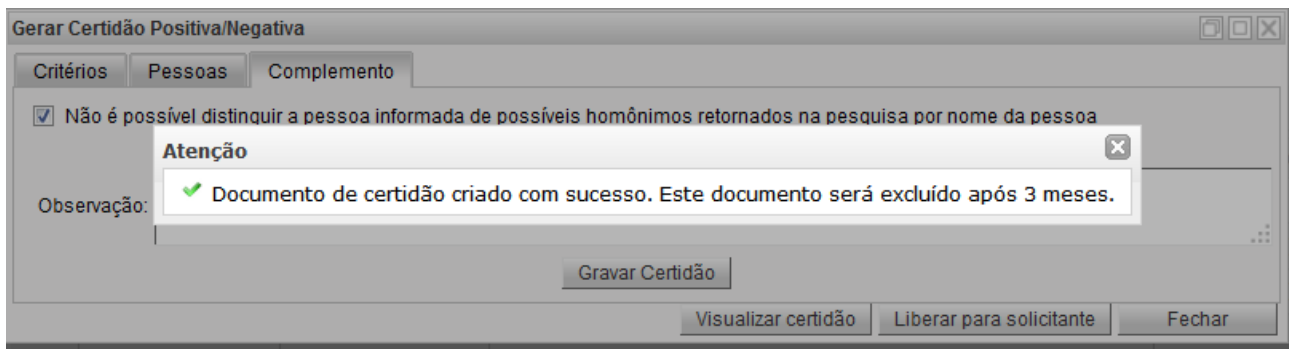 Gerar Certidão Positiva/Negativa
Critérios Pessoas Complemento
Não é possível distinguir a pessoa informada de possíveis homônimos retornados na pesquisa por nome da pessoa
Atenção
Documento de certidão criado com sucesso. Este documento será excluído após 3 meses.
Observação:
Gravar Certidão
Visualizar certidão Liberar para solicitante Fechar